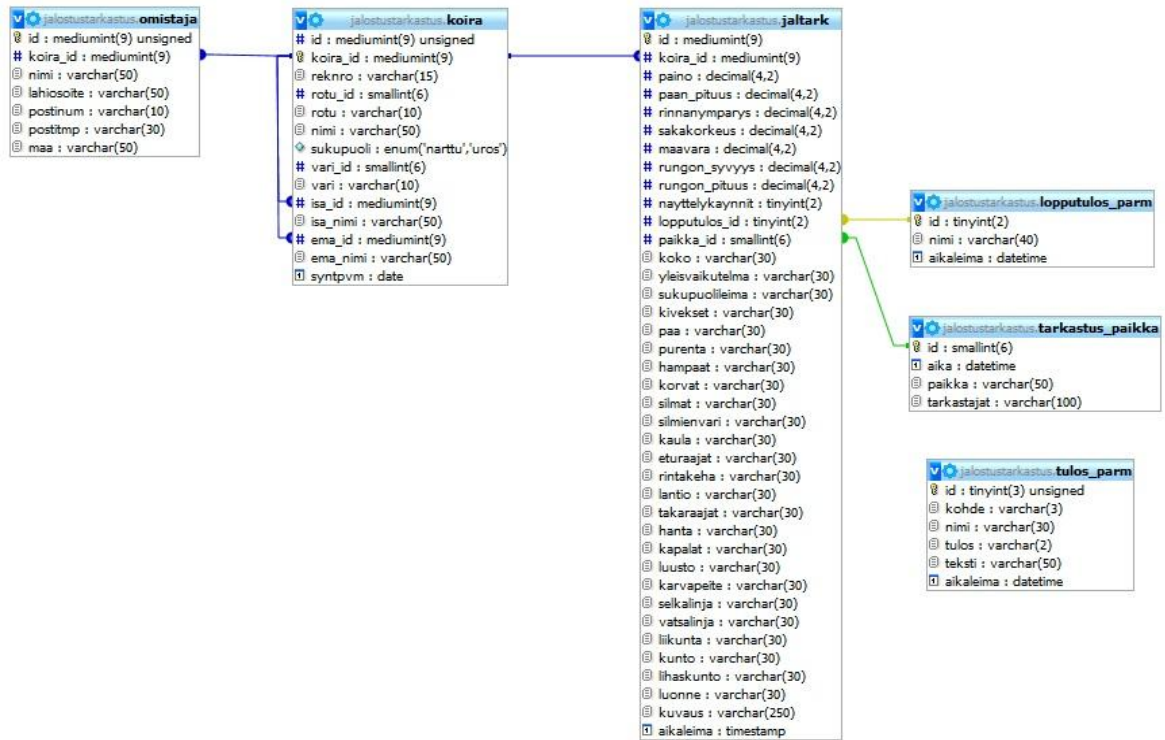 jalostustarkastus.omistaja
id : mediumint(9) unsigned
koira_id : mediumint(9)
nimi : varchar(50)
lahiosoite : varchar(50)
postinum : varchar(10)
postitmp : varchar(30)
maa : varchar(50)
jalostustarkastus.koira
id : mediumint(9) unsigned
koira_id : mediumint(9)
reknro : varchar(15)
rotu_id : smallint(6)
rotu : varchar(10)
nimi : varchar(50)
sukupuoli : enum('narttu','uros')
vari_id : smallint(6)
vari : varchar(10)
isa_id : mediumint(9)
isa_nimi : varchar(50)
ema_id : mediumint(9)
ema_nimi : varchar(50)
syntpvm : date
jalostustarkastus.jaltark
id : mediumint(9)
koira_id : mediumint(9)
paino : decimal(4,2)
paan_pituus : decimal(4,2)
rinnanymparys : decimal(4,2)
sakakorkeus : decimal(4,2)
maavara : decimal(4,2)
rungon_syvyys : decimal(4,2)
rungon_pituus : decimal(4,2)
nayttelykaynnit : tinyint(2)
lopputulos_id : tinyint(2)
paikka_id : smallint(6)
koko : varchar(30)
yleisvaikutelma : varchar(30)
sukupuolileima : varchar(30)
kivekset : varchar(30)
paa : varchar(30)
purenta : varchar(30)
hampaat : varchar(30)
korvat : varchar(30)
silmat : varchar(30)
silmienvari : varchar(30)
kaula : varchar(30)
eturaajat : varchar(30)
rintakeha : varchar(30)
lantio : varchar(30)
takaraajat : varchar(30)
hanta : varchar(30)
kapalat : varchar(30)
luusto : varchar(30)
karvapeite : varchar(30)
selkalinja : varchar(30)
vatsalinja : varchar(30)
liikunta : varchar(30)
kunto : varchar(30)
lihaskunto : varchar(30)
luonne : varchar(30)
kuvaus : varchar(250)
aikaleima : timestamp
jalostustarkastus.lopputulos_parm
id : tinyint(2)
nimi : varchar(40)
aikaleima : datetime
jalostustarkastus.tarkastus_paikka
id : smallint(6)
aika : datetime
paikka : varchar(50)
tarkastajat : varchar(100)
jalostustarkastus.tulos_parm
id : tinyint(3) unsigned
kohde : varchar(3)
nimi : varchar(30)
tulos : varchar(2)
teksti : varchar(50)
aikaleima : datetime